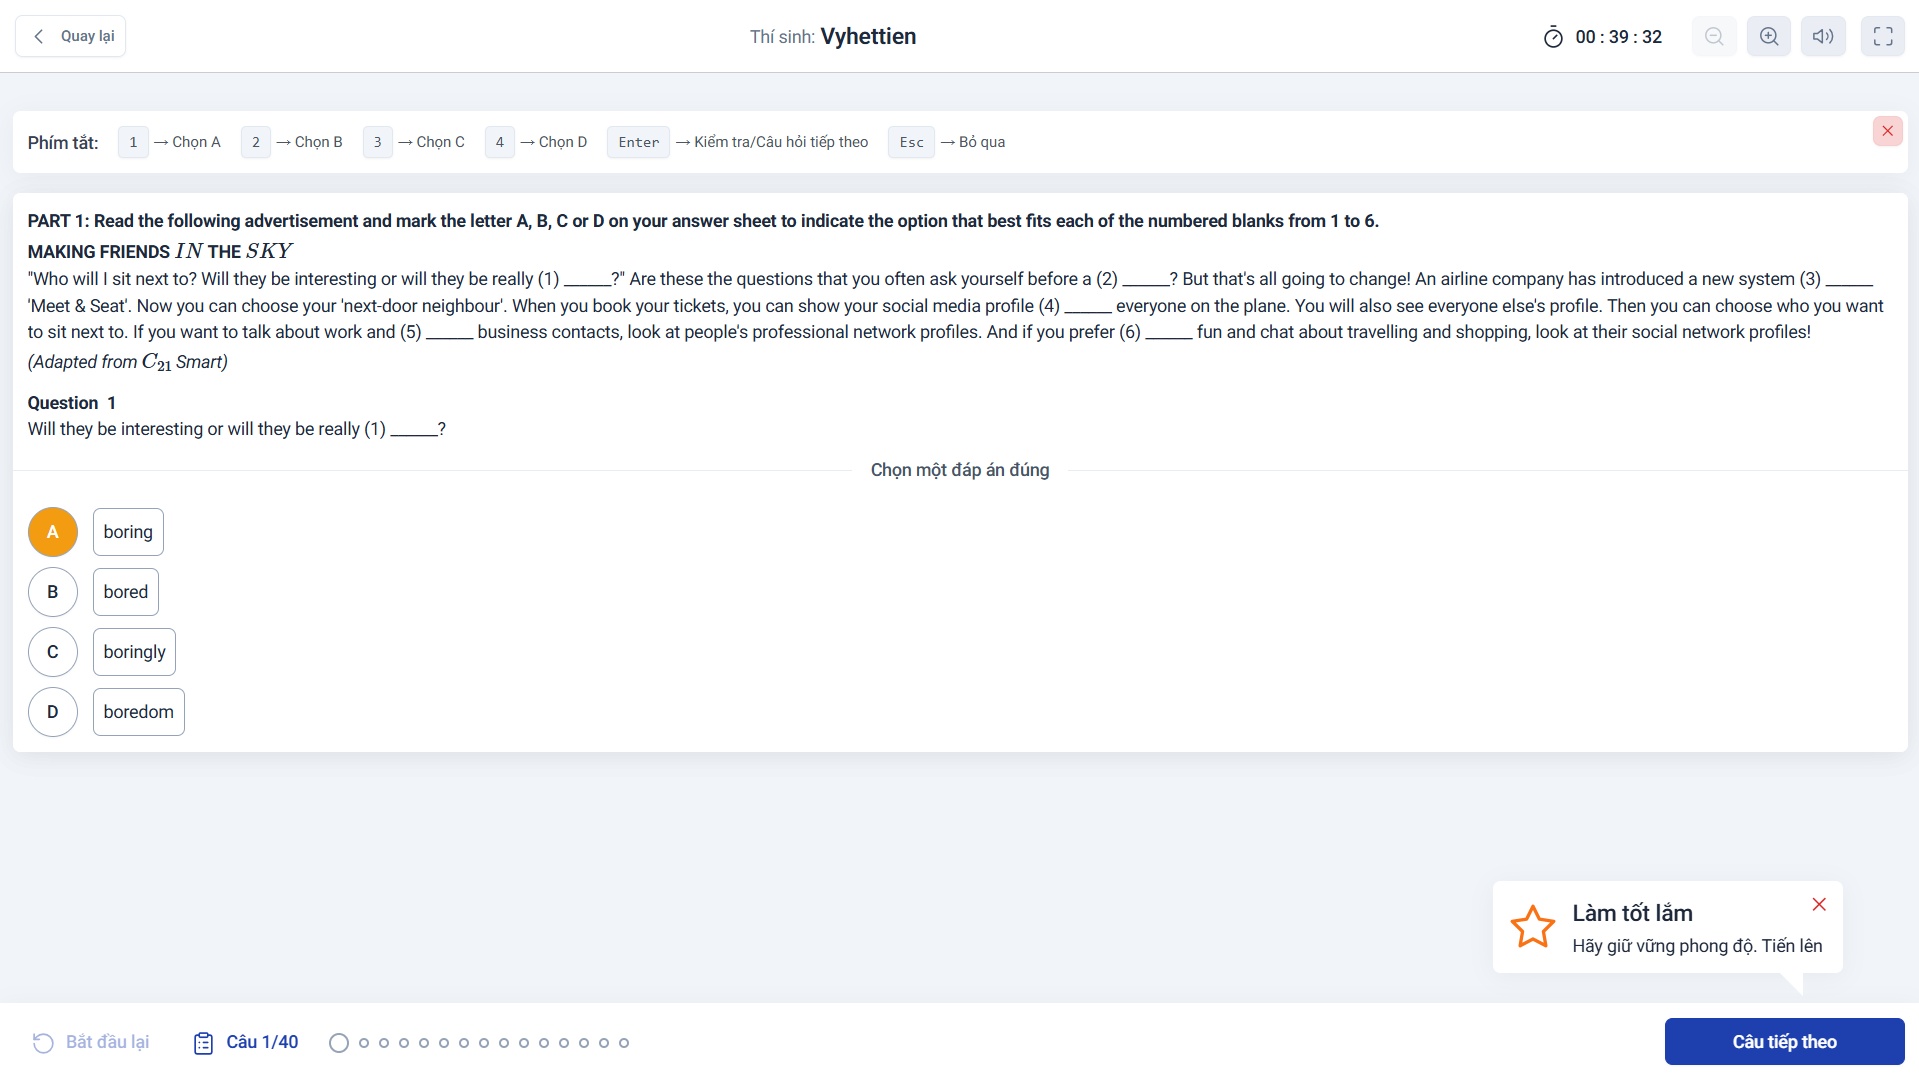 Quay lại
Thí sinh: Vyhettien
00 : 39 : 32
Phím tắt: 1 → Chọn A 2 → Chọn B 3 → Chọn C 4 → Chọn D Enter → Kiểm tra/Câu hỏi tiếp theo Esc → Bỏ qua
PART 1: Read the following advertisement and mark the letter A, B, C or D on your answer sheet to indicate the option that best fits each of the numbered blanks from 1 to 6.
MAKING FRIENDS IN THE SKY
"Who will I sit next to? Will they be interesting or will they be really (1) _____?" Are these the questions that you often ask yourself before a (2) _____? But that's all going to change! An airline company has introduced a new system (3) _____
'Meet & Seat'. Now you can choose your 'next-door neighbour'. When you book your tickets, you can show your social media profile (4) _____ everyone on the plane. You will also see everyone else's profile. Then you can choose who you want
to sit next to. If you want to talk about work and (5) _____ business contacts, look at people's professional network profiles. And if you prefer (6) _____ fun and chat about travelling and shopping, look at their social network profiles!
(Adapted from C21 Smart)
Question 1
Will they be interesting or will they be really (1) _____?
Chọn một đáp án đúng
A boring
B bored
C boringly
D boredom
Làm tốt lắm
Hãy giữ vững phong độ. Tiến lên
Bắt đầu lại
Câu 1/40
Câu tiếp theo